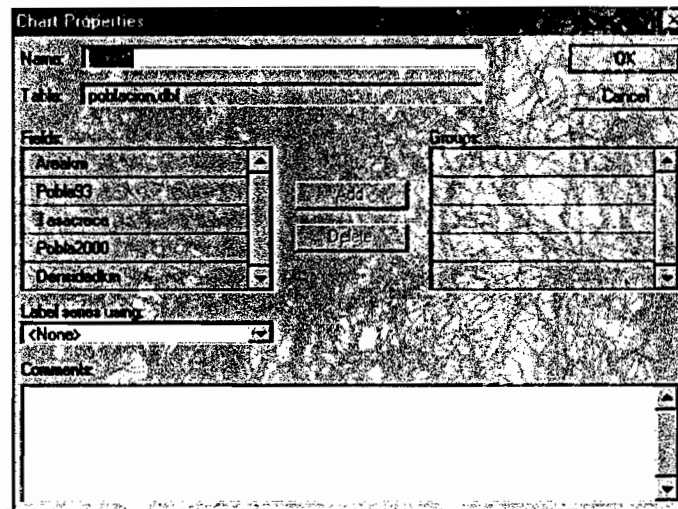 Chart Properties
Name:
OK
Table: poblacion.dbf
Cancel
Fields:
Groups:
Areakm
Pobla93
Add
Tasacreca
Delete
Pobla2000
Label series using:
<None>
Comments: